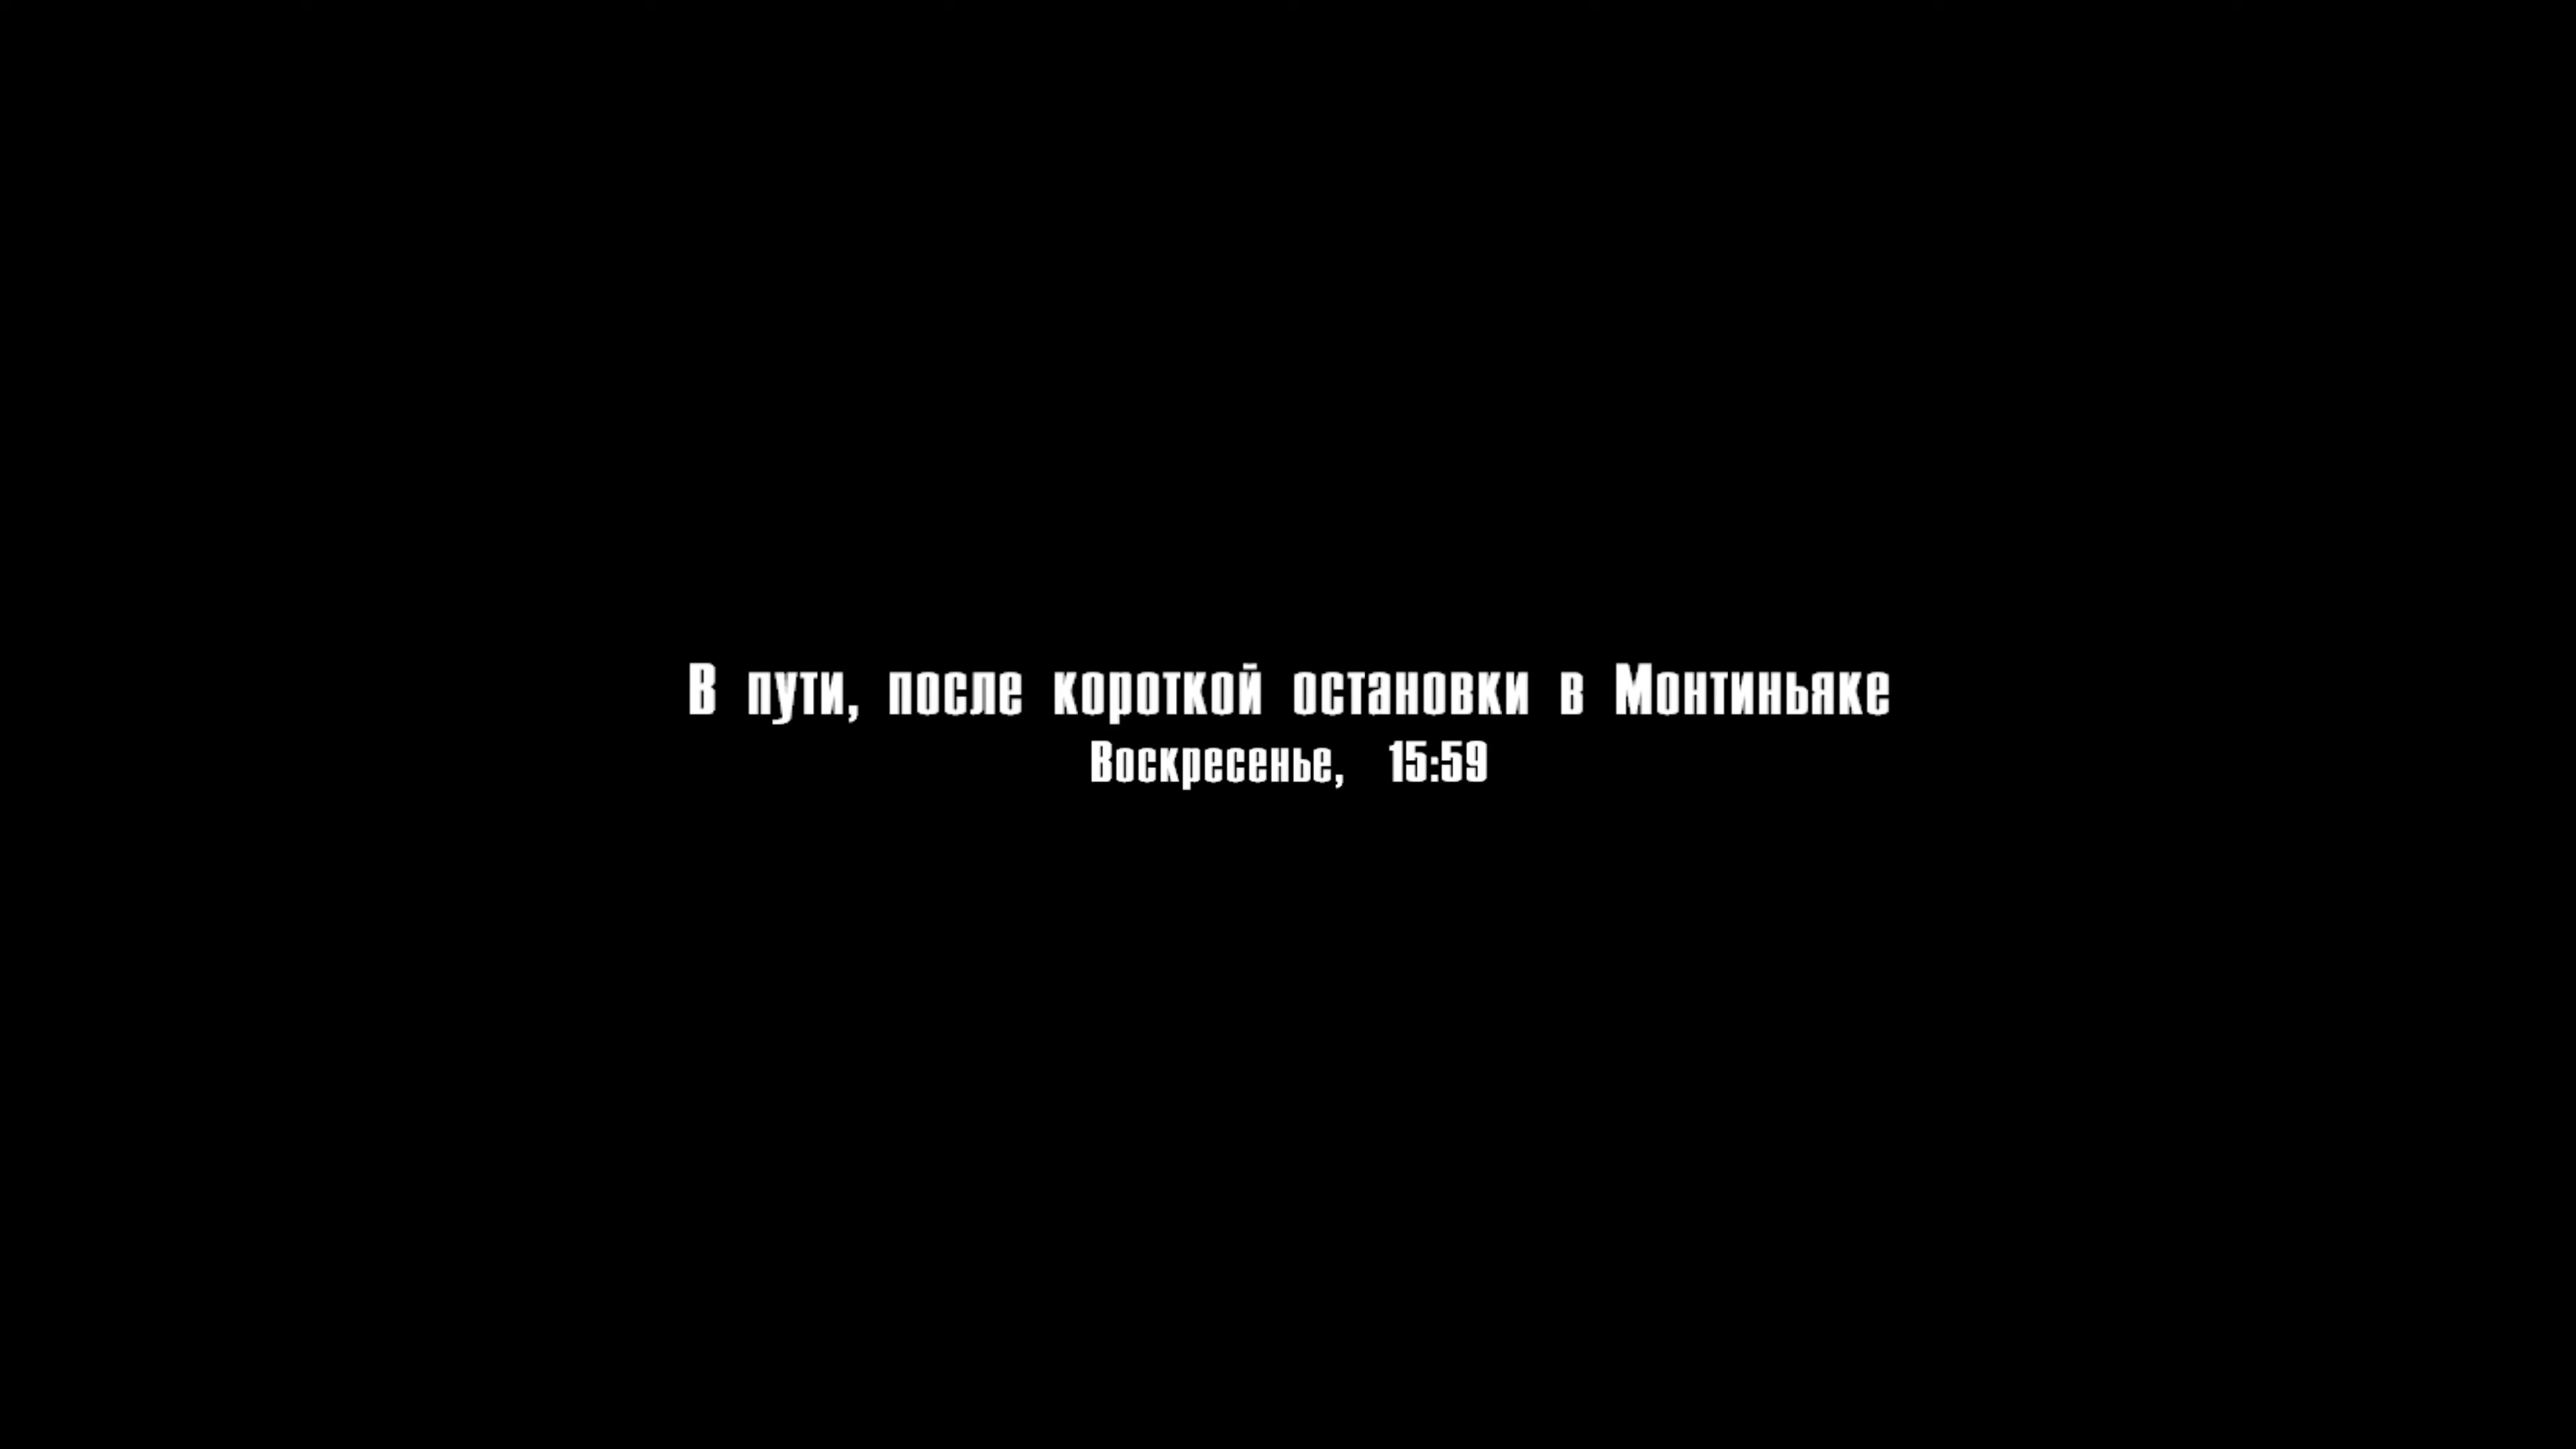 В пути, после короткой остановки в Монтиньяке
Воскресенье, 15:59